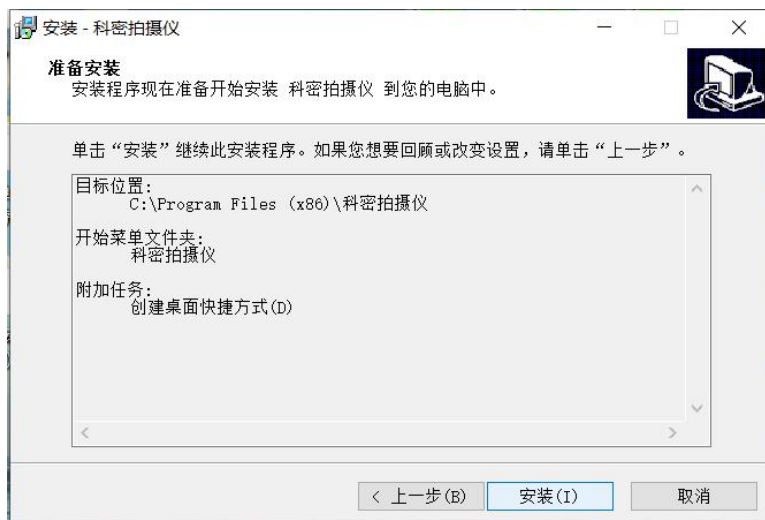 安装 - 科密拍摄仪
准备安装
安装程序现在准备开始安装 科密拍摄仪 到您的电脑中。
单击“安装”继续此安装程序。如果您想要回顾或改变设置，请单击“上一步”。
目标位置:
C:\Program Files (x86)\科密拍摄仪
开始菜单文件夹:
科密拍摄仪
附加任务:
创建桌面快捷方式(D)
< 上一步(B)
安装(I)
取消